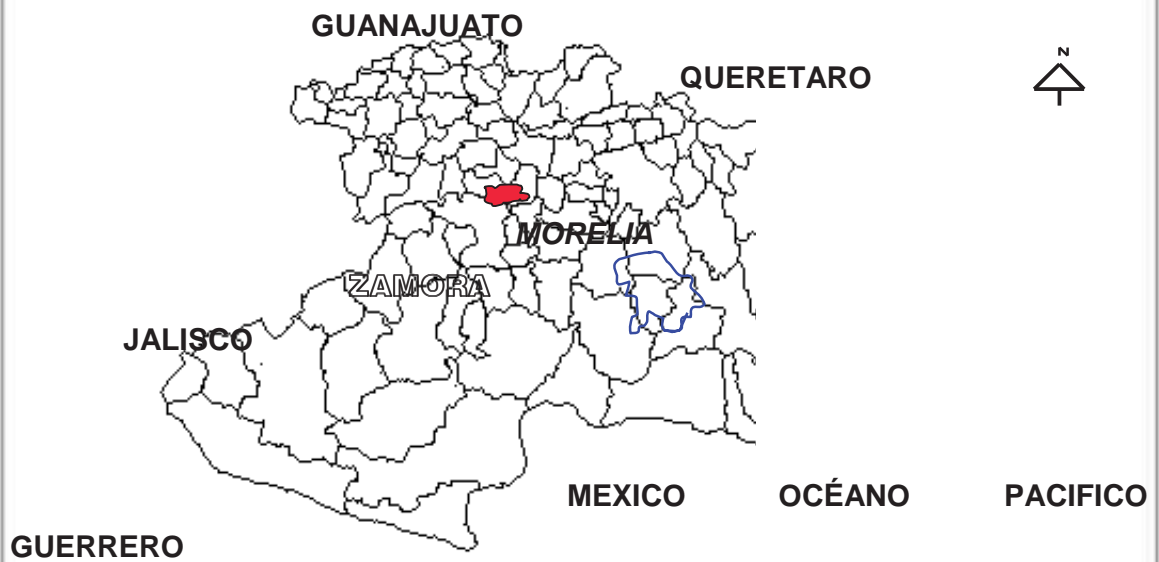 GUANAJUATO
N
QUERETARO
MORELIA
ZAMORA
JALISCO
MEXICO OCÉANO PACIFICO
GUERRERO